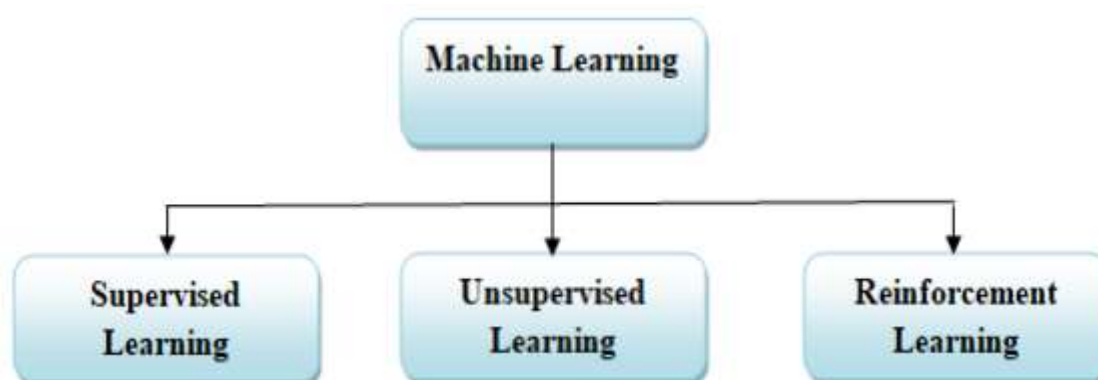 Machine Learning
Supervised
Learning
Unsupervised
Learning
Reinforcement
Learning